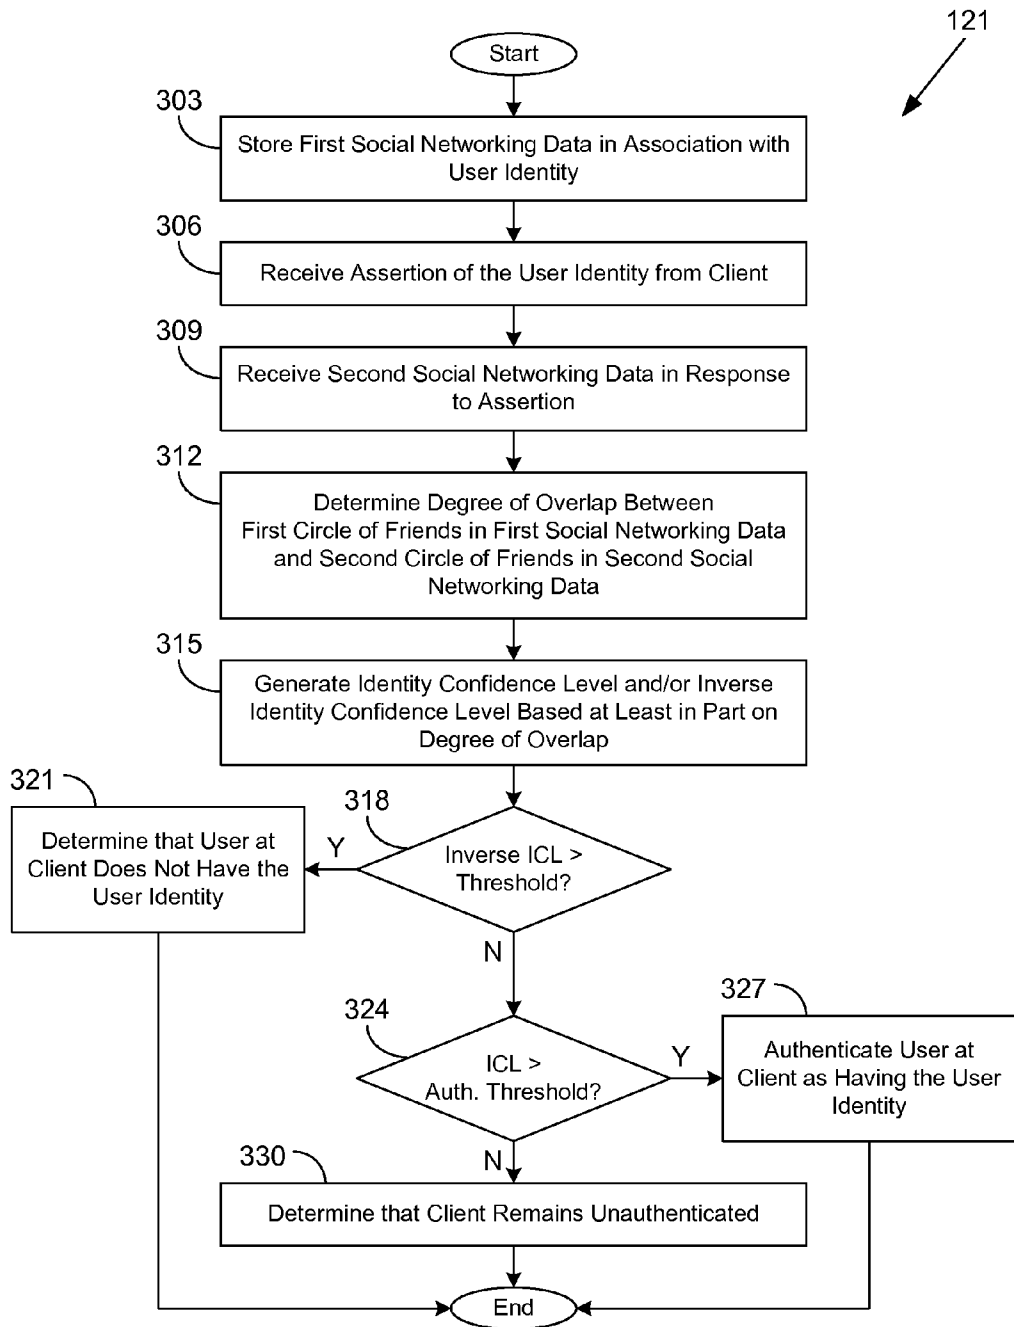 121
Start
303
Store First Social Networking Data in Association with
User Identity
306
Receive Assertion of the User Identity from Client
309
Receive Second Social Networking Data in Response
to Assertion
312
Determine Degree of Overlap Between
First Circle of Friends in First Social Networking Data
and Second Circle of Friends in Second Social
Networking Data
315
Generate Identity Confidence Level and/or Inverse
Identity Confidence Level Based at Least in Part on
Degree of Overlap
318
Inverse ICL >
Threshold?
Y
321
Determine that User at
Client Does Not Have the
User Identity
N
324
ICL >
Auth. Threshold?
Y
327
Authenticate User at
Client as Having the User
Identity
N
330
Determine that Client Remains Unauthenticated
End